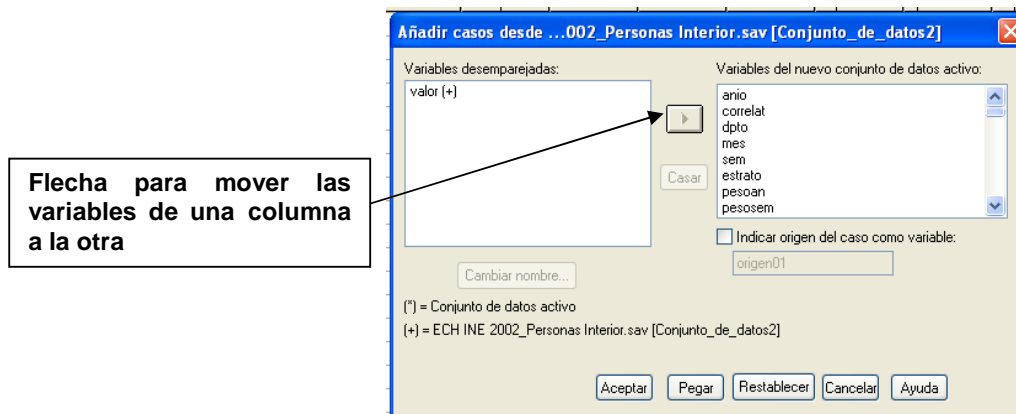 Añadir casos desde ...002_Personas Interior.sav [Conjunto_de_datos2]
Variables desemparejadas:
valor (+)
Variables del nuevo conjunto de datos activo:
anio
correlat
dpto
mes
sem
estrato
pesoan
pesosem
Casar
Flecha para mover las
variables de una columna
a la otra
Indicar origen del caso como variable:
origen01
Cambiar nombre...
(*) = Conjunto de datos activo
(+) = ECH INE 2002_Personas Interior.sav [Conjunto_de_datos2]
Aceptar Pegar Restablecer Cancelar Ayuda